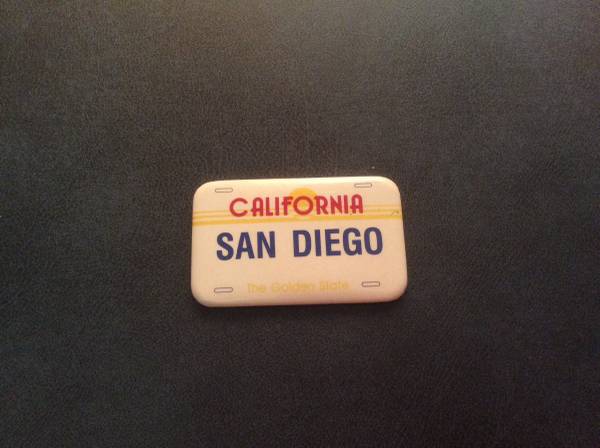 CALIFORNIA
SAN DIEGO
The Golden State